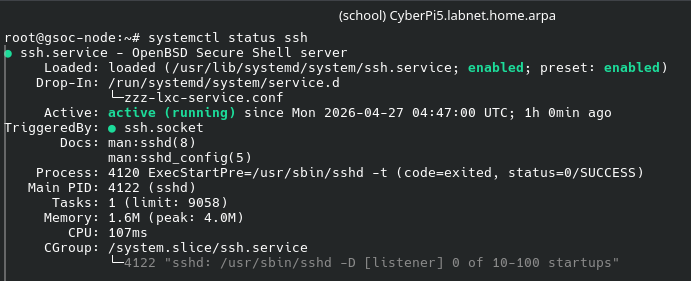 (school) CyberPi5.labnet.home.arpa
root@gsoc-node:~# systemctl status ssh
● ssh.service - OpenBSD Secure Shell server
     Loaded: loaded (/usr/lib/systemd/system/ssh.service; enabled; preset: enabled)
    Drop-In: /run/systemd/system/service.d
             └─zzz-lxc-service.conf
     Active: active (running) since Mon 2026-04-27 04:47:00 UTC; 1h 0min ago
TriggeredBy: ● ssh.socket
       Docs: man:sshd(8)
             man:sshd_config(5)
    Process: 4120 ExecStartPre=/usr/sbin/sshd -t (code=exited, status=0/SUCCESS)
   Main PID: 4122 (sshd)
      Tasks: 1 (limit: 9058)
     Memory: 1.6M (peak: 4.0M)
        CPU: 107ms
     CGroup: /system.slice/ssh.service
             └─4122 "sshd: /usr/sbin/sshd -D [listener] 0 of 10-100 startups"